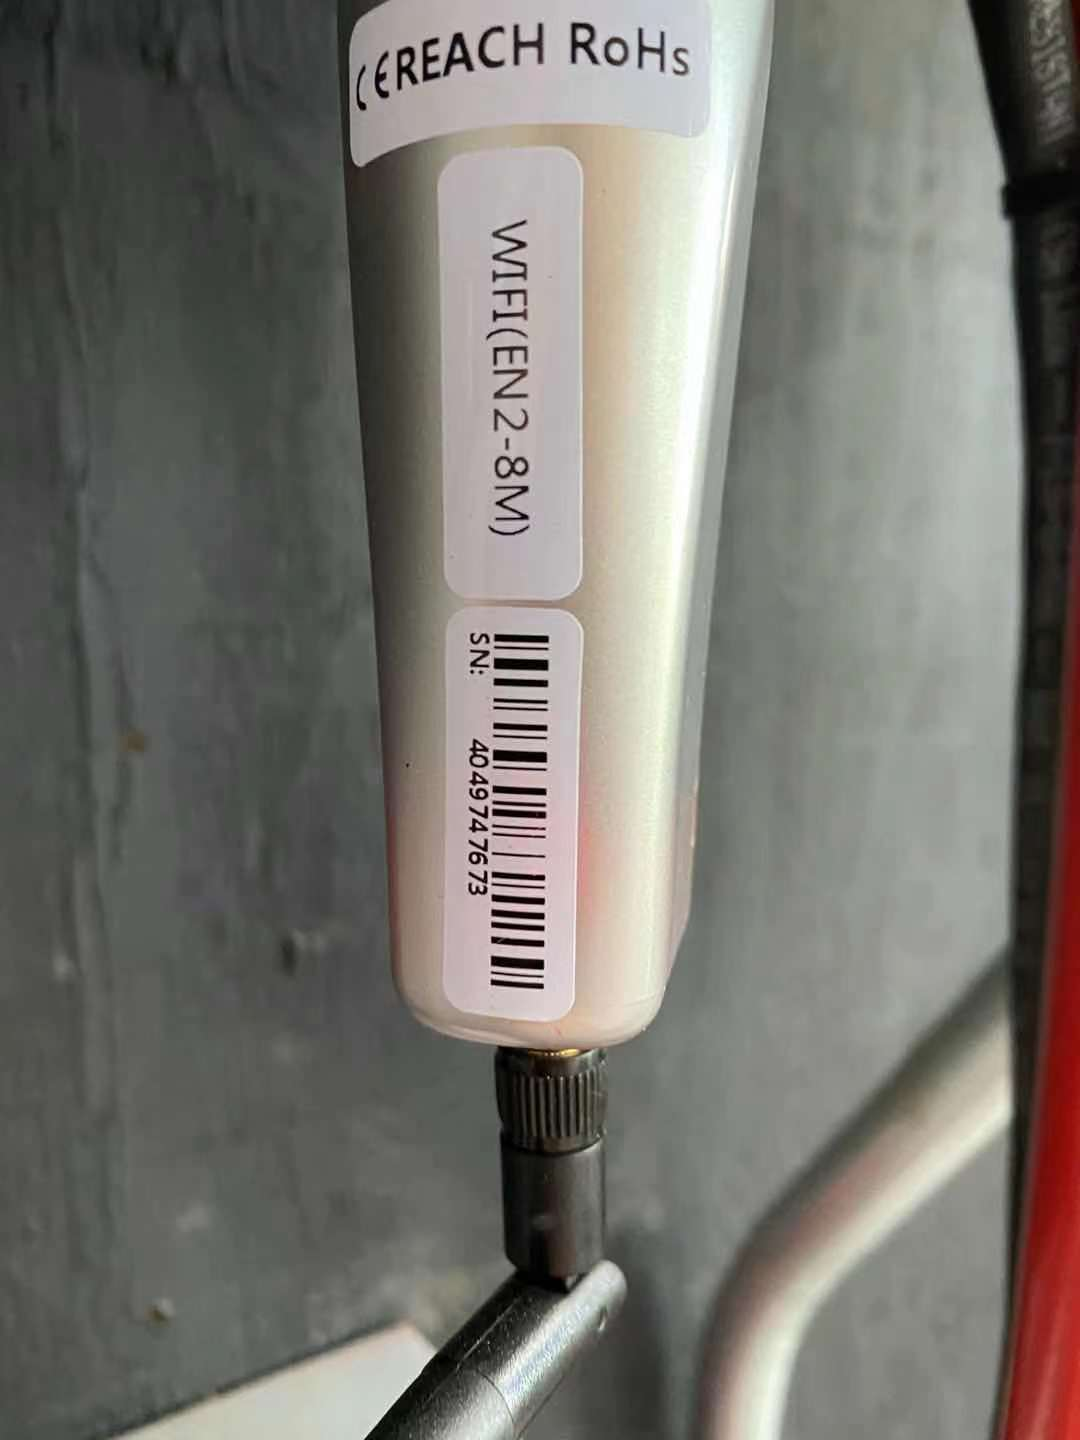 CE REACH RoHs
WIFI(EN2-8M)
SN: 4049747673